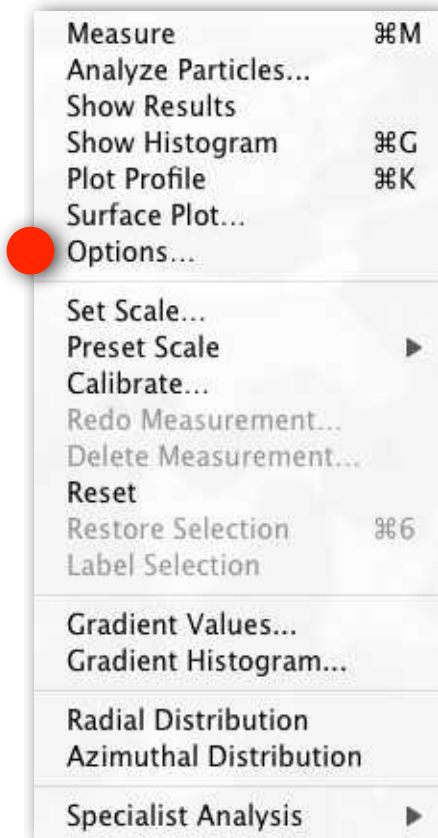 Measure ⌘M
Analyze Particles...
Show Results
Show Histogram ⌘G
Plot Profile ⌘K
Surface Plot...
Options...
Set Scale...
Preset Scale ▶
Calibrate...
Redo Measurement...
Delete Measurement...
Reset
Restore Selection ⌘6
Label Selection
Gradient Values...
Gradient Histogram...
Radial Distribution
Azimuthal Distribution
Specialist Analysis ▶